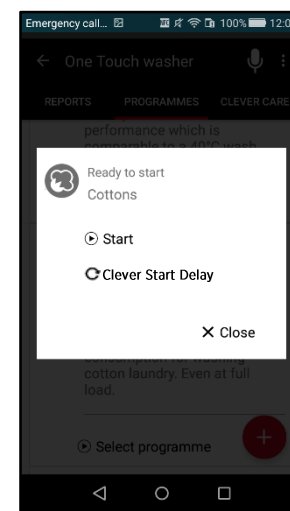 Emergency call... 100% 12:0
One Touch washer
REPORTS PROGRAMMES CLEVER CARE
performance which is
comparable to a 40°C wash
Ready to start
Cottons
Start
Clever Start Delay
Close
consumption for washing
cotton laundry. Even at full
load.
Select programme